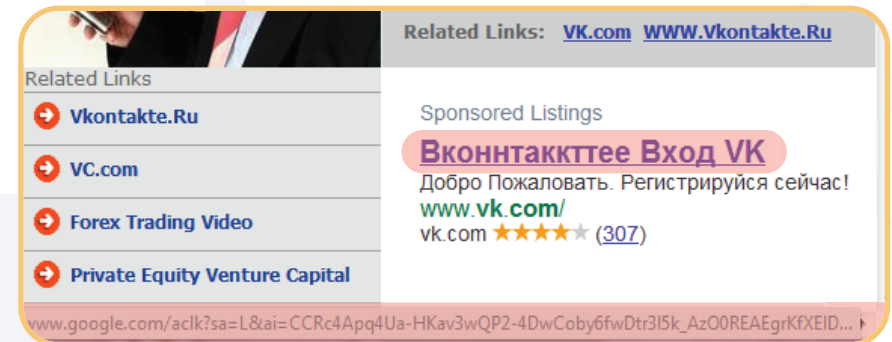 Related Links: VK.com WWW.Vkontakte.Ru
Related Links
Vkontakte.Ru
VC.com
Forex Trading Video
Private Equity Venture Capital
Sponsored Listings
Вконнтаккттее Вход VK
Добро Пожаловать. Регистрируйся сейчас!
www.vk.com/
vk.com ★★★★★ (307)
www.google.com/aclk?sa=L&ai=CCRc4Apq4Ua-HKav3wQP2-4DwCoby6fwDtr3l5k_AzO0REAEgrKfXEID...